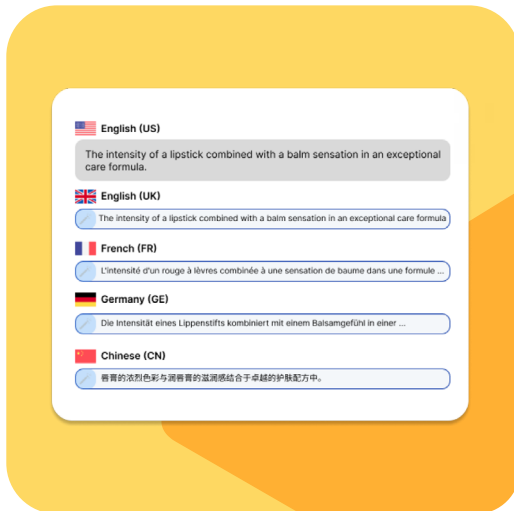 English (US)
The intensity of a lipstick combined with a balm sensation in an exceptional
care formula.
English (UK)
The intensity of a lipstick combined with a balm sensation in an exceptional care formula
French (FR)
L'intensité d'un rouge à lèvres combinée à une sensation de baume dans une formule ...
Germany (GE)
Die Intensität eines Lippenstifts kombiniert mit einem Balsamgefühl in einer ...
Chinese (CN)
唇膏的浓烈色彩与润唇膏的滋润感结合于卓越的护肤配方中。